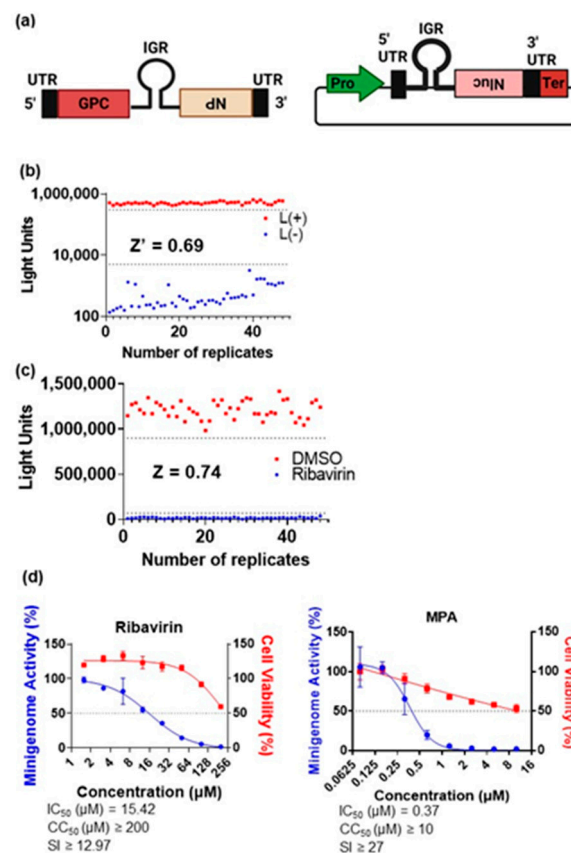 (a)
IGR
UTR
UTR
5'
GPC
NP
3'
5'
UTR
IGR
3'
UTR
Pro
Nluc
Ter
(b)
1,000,000
10,000
100
Light Units
L(+)
L(-)
Z' = 0.69
0
20
40
Number of replicates
(c)
1,500,000
1,000,000
500,000
0
Light Units
DMSO
Ribavirin
Z = 0.74
20
40
Number of replicates
(d)
Ribavirin
Minigenome Activity (%)
150
100
50
0
150
100
50
0
Cell Viability (%)
1
2
4
8
16
32
64
128
256
Concentration (µM)
IC50 (µM) = 15.42
CC50 (µM) ≥ 200
SI ≥ 12.97
MPA
Minigenome Activity (%)
150
100
50
0
150
100
50
0
Cell Viability (%)
0.0625
0.125
0.25
0.5
1
2
4
8
16
Concentration (µM)
IC50 (µM) = 0.37
CC50 (µM) ≥ 10
SI ≥ 27